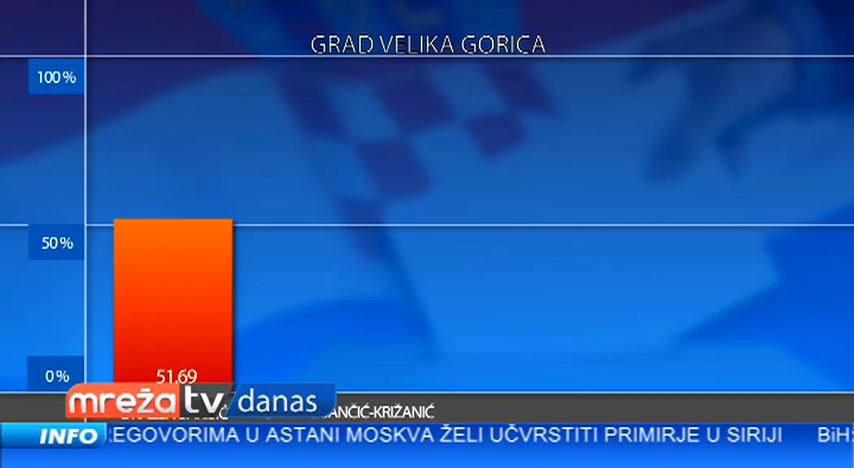 GRAD VELIKA GORICA
100%
50%
0%
51,69
mreža tv danas
INFO EGOVORIMA U ASTANI MOSKVA ŽELI UČVRSTITI PRIMIRJE U SIRIJI BiH: